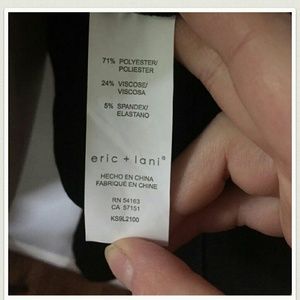 71% POLYESTER/
POLIESTER
24% VISCOSE/
VISCOSA
5% SPANDEX/
ELASTANO
eric + lani®
HECHO EN CHINA
FABRIQUE EN CHINE
RN 54163
CA 57151
KS9L2100